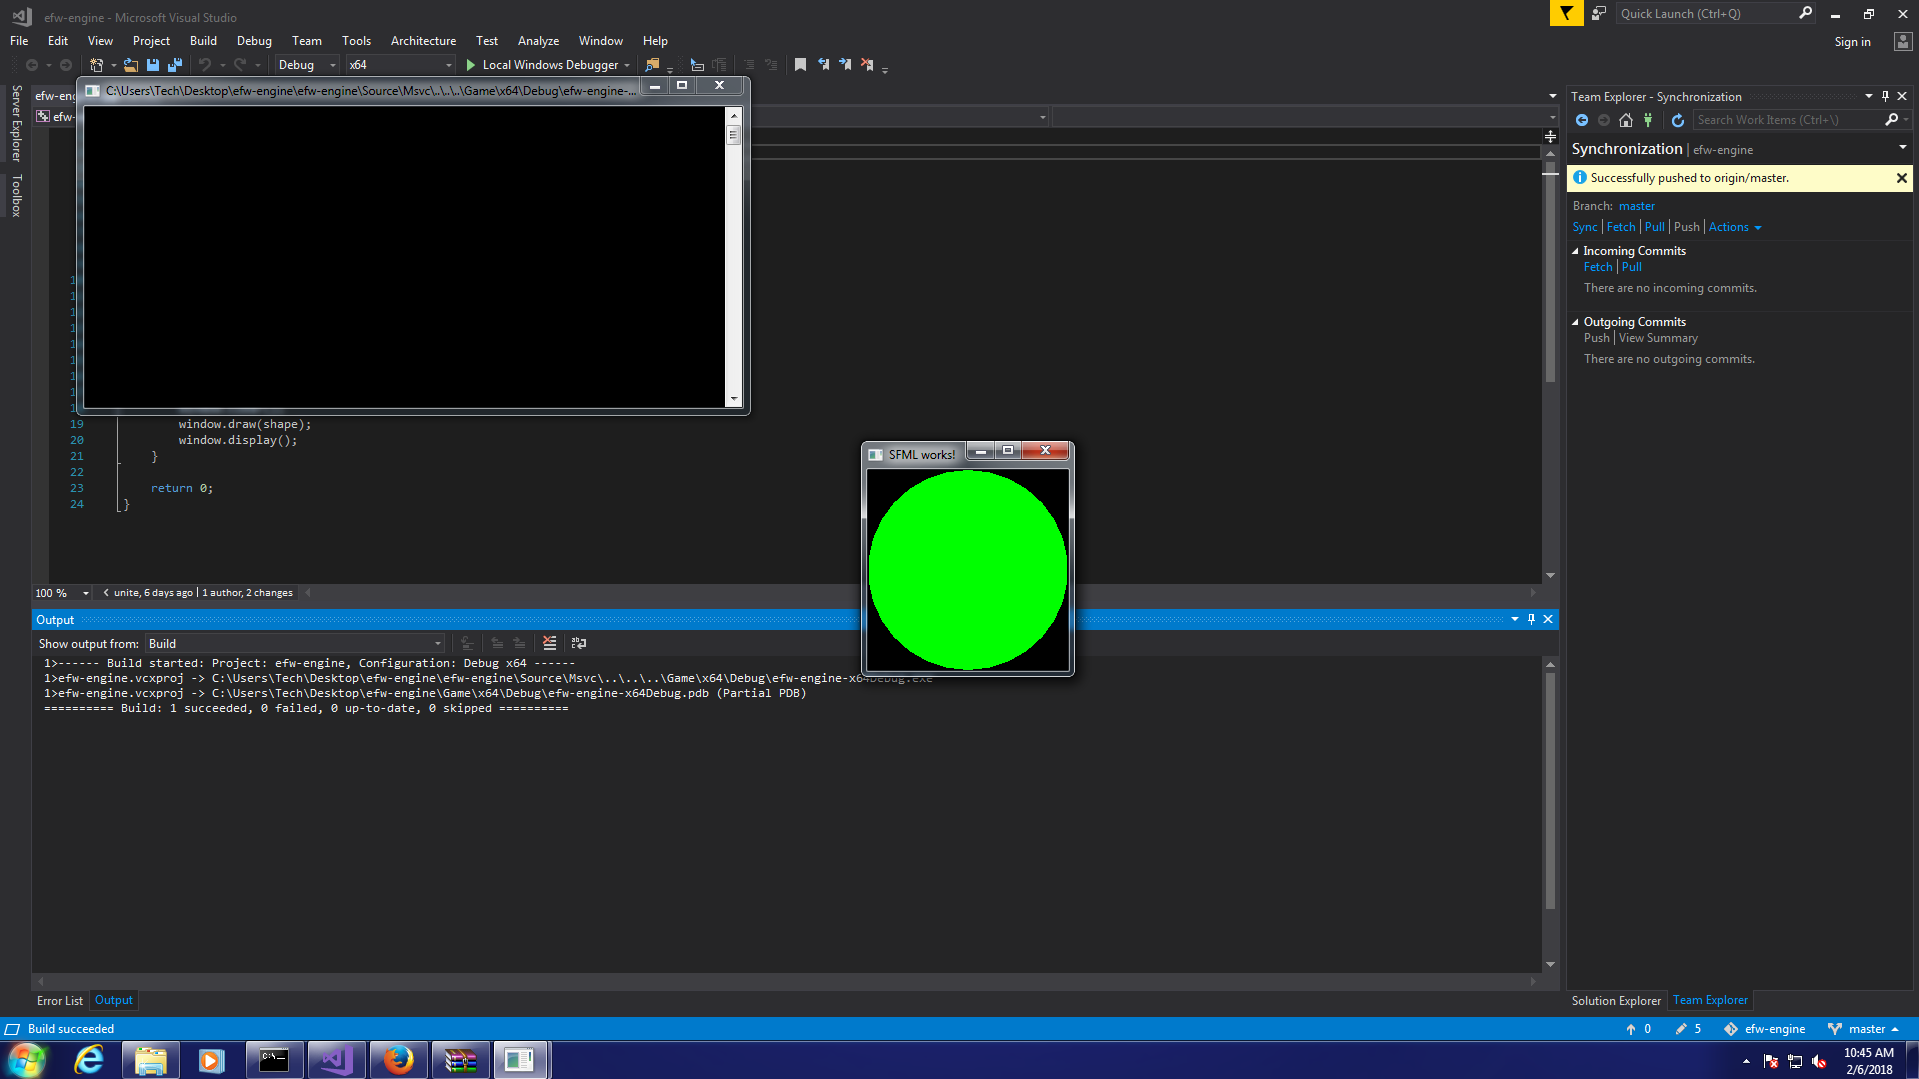 efw-engine - Microsoft Visual Studio
Quick Launch (Ctrl+Q)
File Edit View Project Build Debug Team Tools Architecture Test Analyze Window Help
Sign in
Debug x64 Local Windows Debugger
Server Explorer
Toolbox
C:\Users\Tech\Desktop\efw-engine\efw-engine\Source\Msvc\..\..\..\Game\x64\Debug\efw-engine-...
19 window.draw(shape);
20 window.display();
21 }
22
23 return 0;
24 }
SFML works!
100 % unite, 6 days ago | 1 author, 2 changes
Output
Show output from: Build
1>------ Build started: Project: efw-engine, Configuration: Debug x64 ------
1>efw-engine.vcxproj -> C:\Users\Tech\Desktop\efw-engine\efw-engine\Source\Msvc\..\..\..\Game\x64\Debug\efw-engine-x64Debug.exe
1>efw-engine.vcxproj -> C:\Users\Tech\Desktop\efw-engine\Game\x64\Debug\efw-engine-x64Debug.pdb (Partial PDB)
========== Build: 1 succeeded, 0 failed, 0 up-to-date, 0 skipped ==========
Error List Output
Team Explorer - Synchronization
Search Work Items (Ctrl+\)
Synchronization | efw-engine
Successfully pushed to origin/master.
Branch: master
Sync | Fetch | Pull | Push | Actions
Incoming Commits
Fetch | Pull
There are no incoming commits.
Outgoing Commits
Push | View Summary
There are no outgoing commits.
Solution Explorer Team Explorer
Build succeeded
0 5 efw-engine master
10:45 AM
2/6/2018